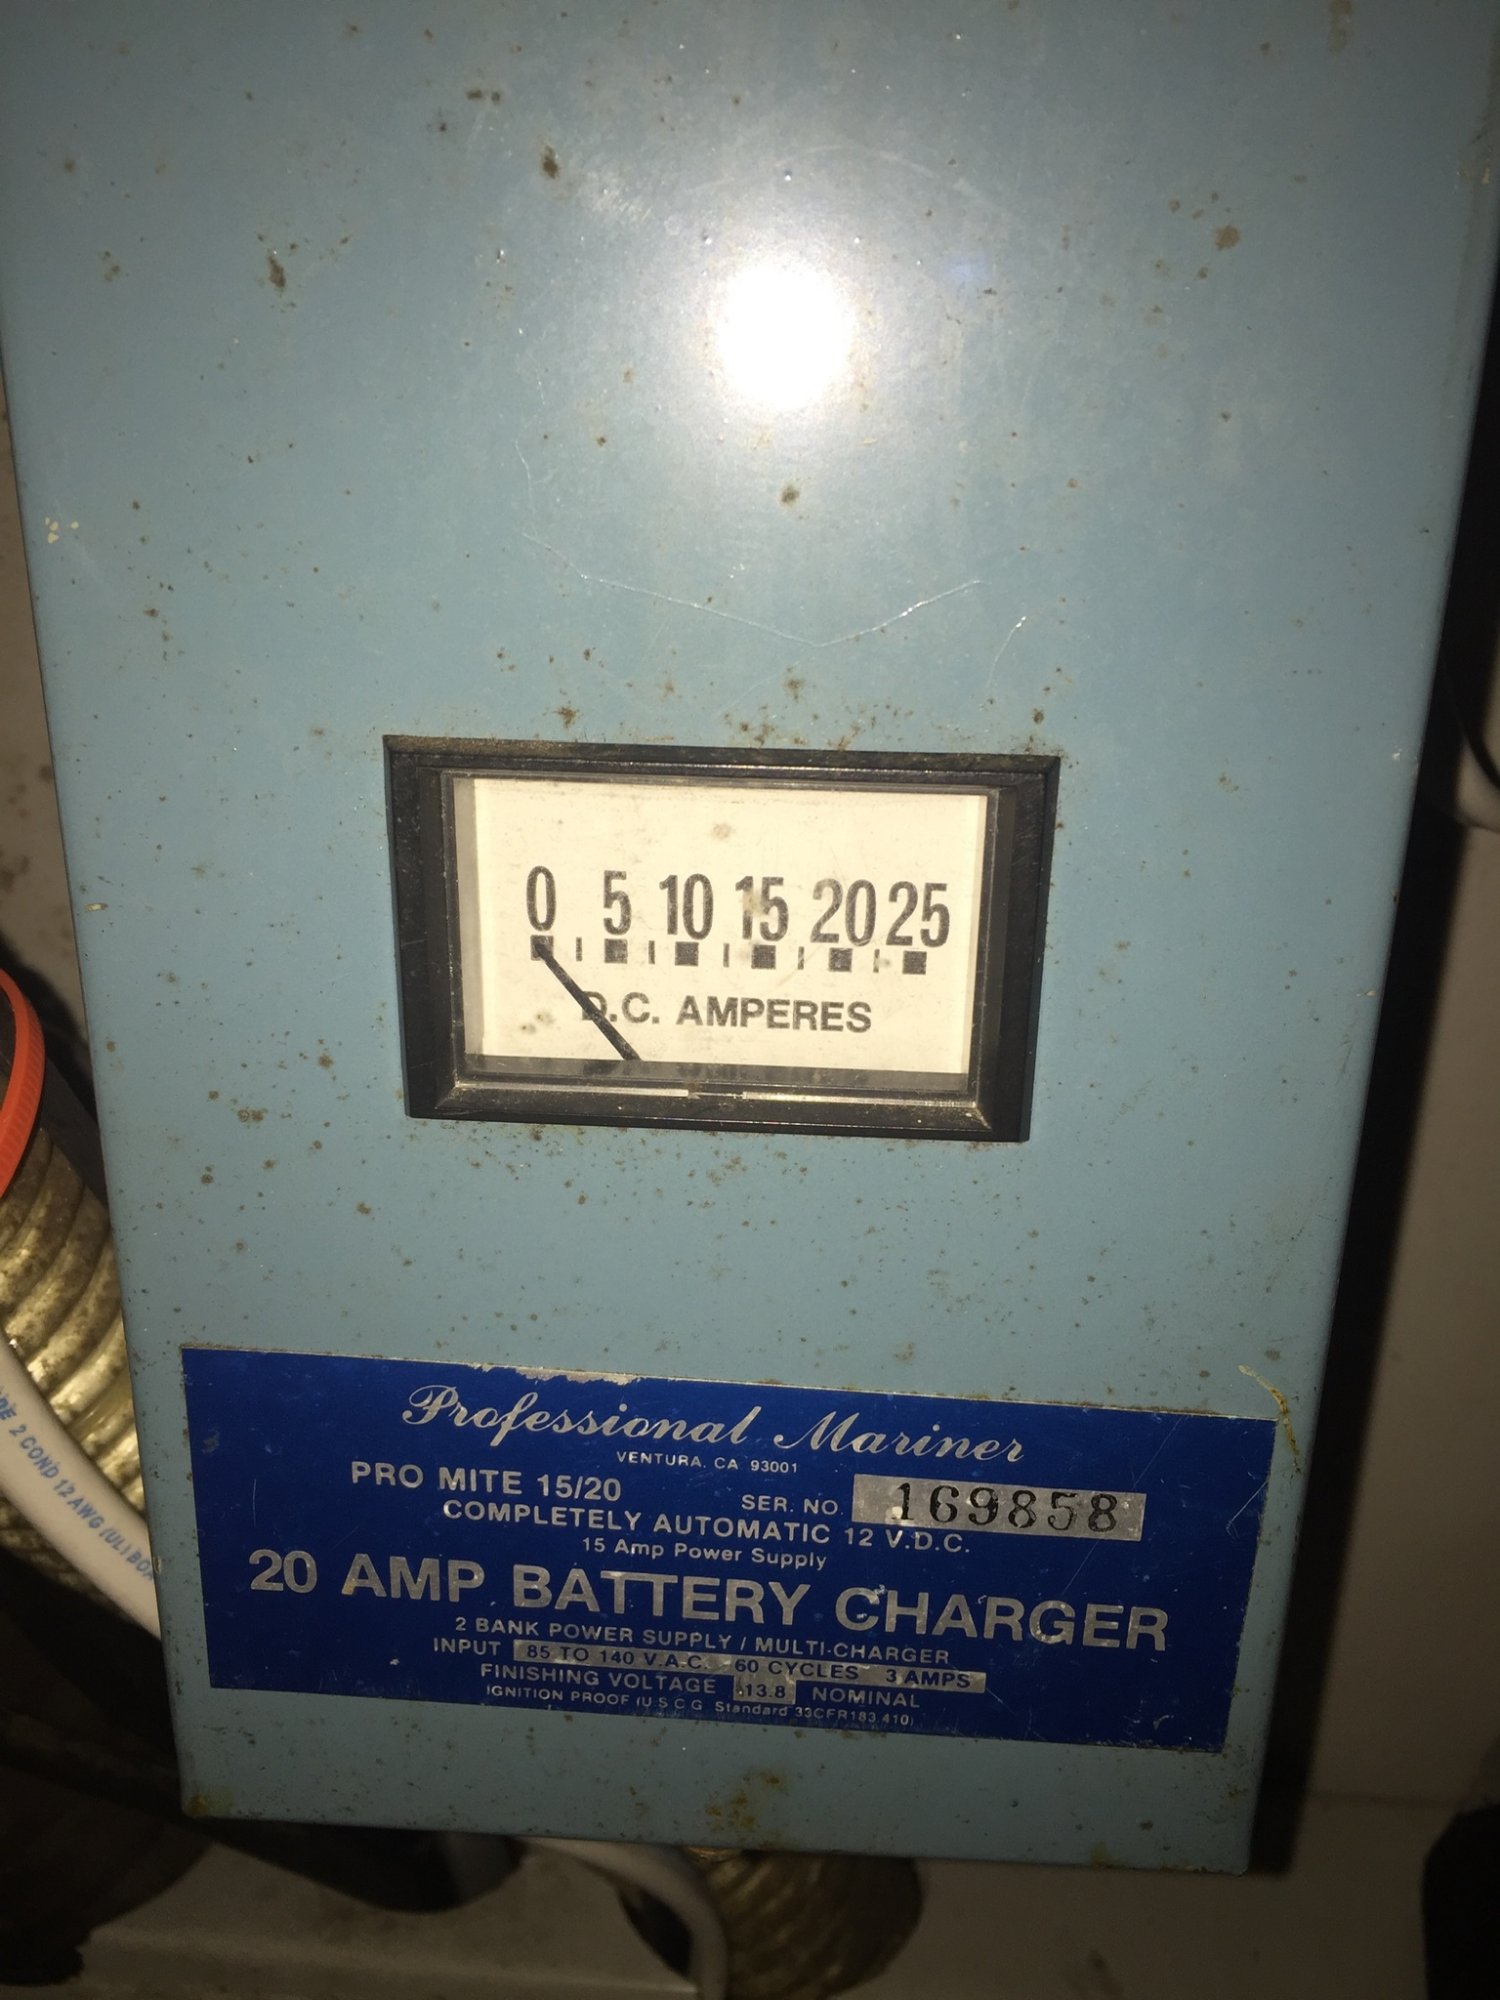 0 5 10 15 20 25
D.C. AMPERES
Professional Mariner
VENTURA, CA 93001
PRO MITE 15/20
SER. NO. 169858
COMPLETELY AUTOMATIC 12 V.D.C.
15 Amp Power Supply
20 AMP BATTERY CHARGER
2 BANK POWER SUPPLY / MULTI-CHARGER
INPUT 85 TO 140 V.A.C. 60 CYCLES 3 AMPS
FINISHING VOLTAGE 13.8 NOMINAL
IGNITION PROOF (U S C G Standard 33CFR183.410)
2 COND 12 AWG (UL)